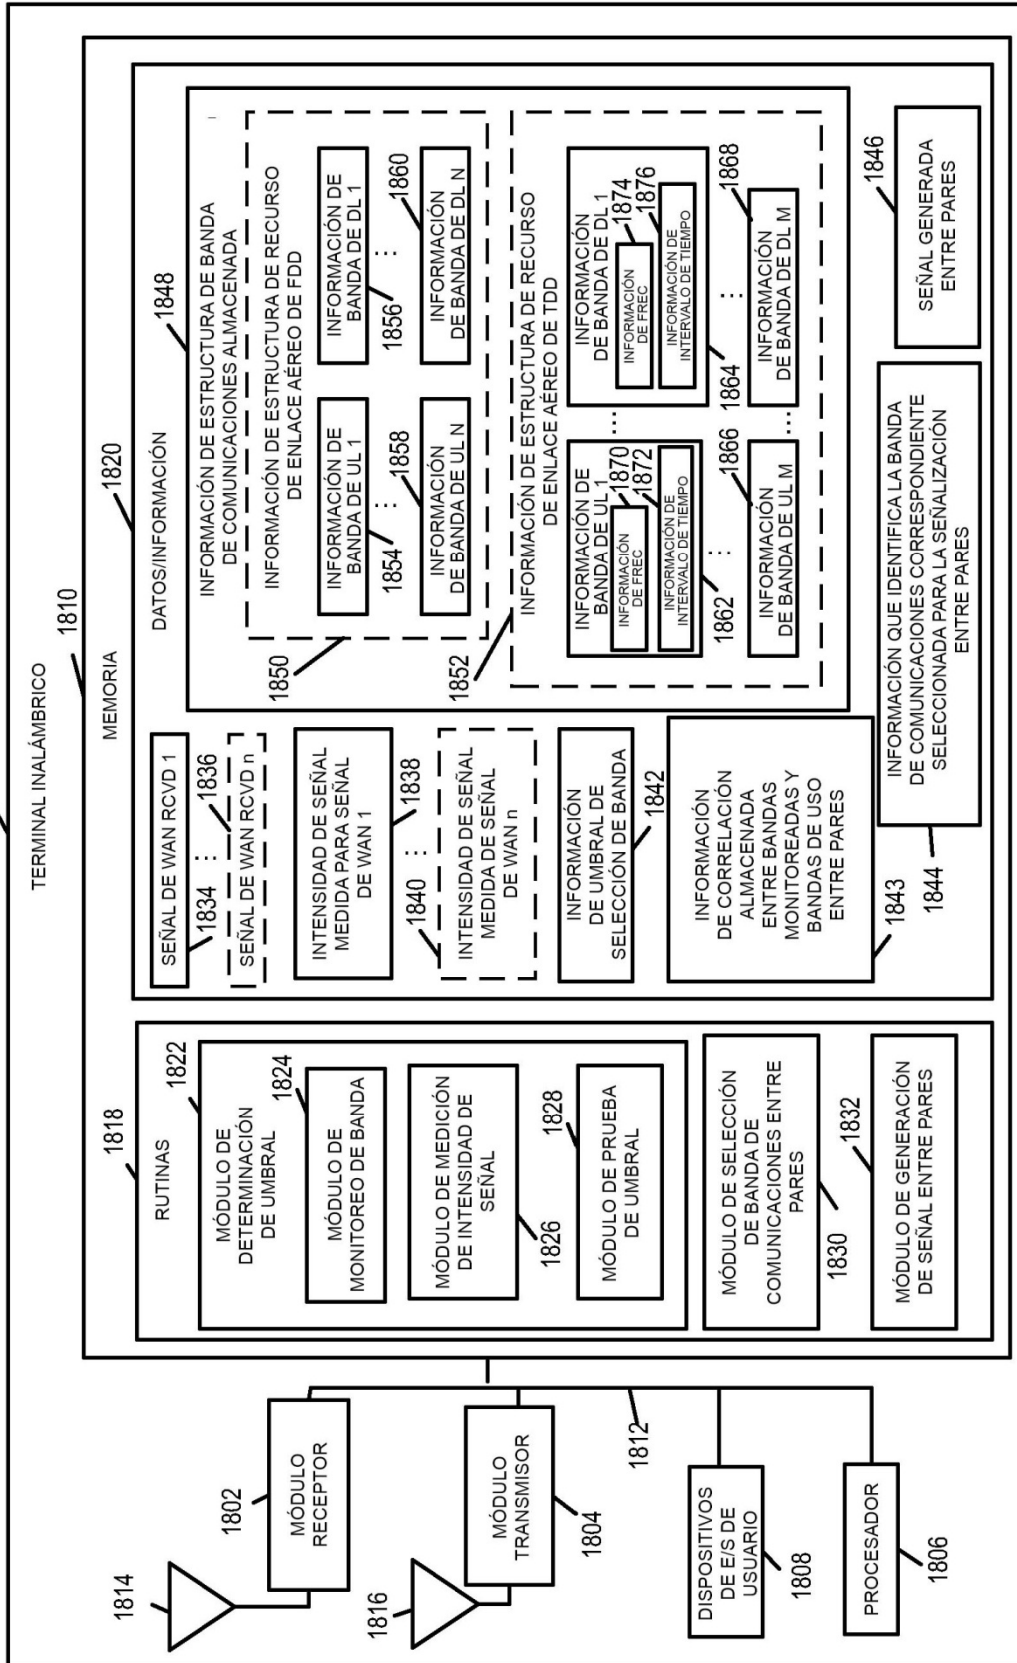 TERMINAL INALÁMBRICO
1810
MEMORIA
1814
1802
MÓDULO
RECEPTOR
1816
MÓDULO
TRANSMISOR
1804
1812
DISPOSITIVOS
DE E/S DE
USUARIO
1808
PROCESADOR
1806
1818
RUTINAS
1822
MÓDULO DE
DETERMINACIÓN
DE UMBRAL
1824
MÓDULO DE
MONITOREO DE BANDA
MÓDULO DE MEDICIÓN
DE INTENSIDAD DE
SEÑAL
1826
1828
MÓDULO DE PRUEBA
DE UMBRAL
MÓDULO DE SELECCIÓN
DE BANDA DE
COMUNICACIONES ENTRE
PARES
1830
1832
MÓDULO DE GENERACIÓN
DE SEÑAL ENTRE PARES
1820
DATOS/INFORMACIÓN
SEÑAL DE WAN RCVD 1
1834
⋯
1836
SEÑAL DE WAN RCVD n
INTENSIDAD DE SEÑAL
MEDIDA PARA SEÑAL
DE WAN 1
1838
⋯
1840
INTENSIDAD DE SEÑAL
MEDIDA DE SEÑAL
DE WAN n
INFORMACIÓN
DE UMBRAL DE
SELECCIÓN DE BANDA
1842
INFORMACIÓN
DE CORRELACIÓN
ALMACENADA
ENTRE BANDAS
MONITOREADAS Y
BANDAS DE USO
ENTRE PARES
1843
1848
INFORMACIÓN DE ESTRUCTURA DE BANDA
DE COMUNICACIONES ALMACENADA
1850
INFORMACIÓN DE ESTRUCTURA DE RECURSO
DE ENLACE AÉREO DE FDD
INFORMACIÓN DE
BANDA DE UL 1
1854
⋯
1858
INFORMACIÓN
DE BANDA DE UL N
INFORMACIÓN DE
BANDA DE DL 1
1856
⋯
1860
INFORMACIÓN
DE BANDA DE DL N
1852
INFORMACIÓN DE ESTRUCTURA DE RECURSO
DE ENLACE AÉREO DE TDD
INFORMACIÓN DE
BANDA DE UL 1
1870
INFORMACIÓN
DE FREC
1872
INFORMACIÓN DE
INTERVALO DE TIEMPO
1862
⋯
1866
INFORMACIÓN
DE BANDA DE UL M
⋯
INFORMACIÓN
DE BANDA DE DL 1
1874
INFORMACIÓN
DE FREC
1876
INFORMACIÓN DE
INTERVALO DE TIEMPO
1864
⋯
1868
INFORMACIÓN
DE BANDA DE DL M
⋯
INFORMACIÓN QUE IDENTIFICA LA BANDA
DE COMUNICACIONES CORRESPONDIENTE
SELECCIONADA PARA LA SEÑALIZACIÓN
ENTRE PARES
1844
1846
SEÑAL GENERADA
ENTRE PARES